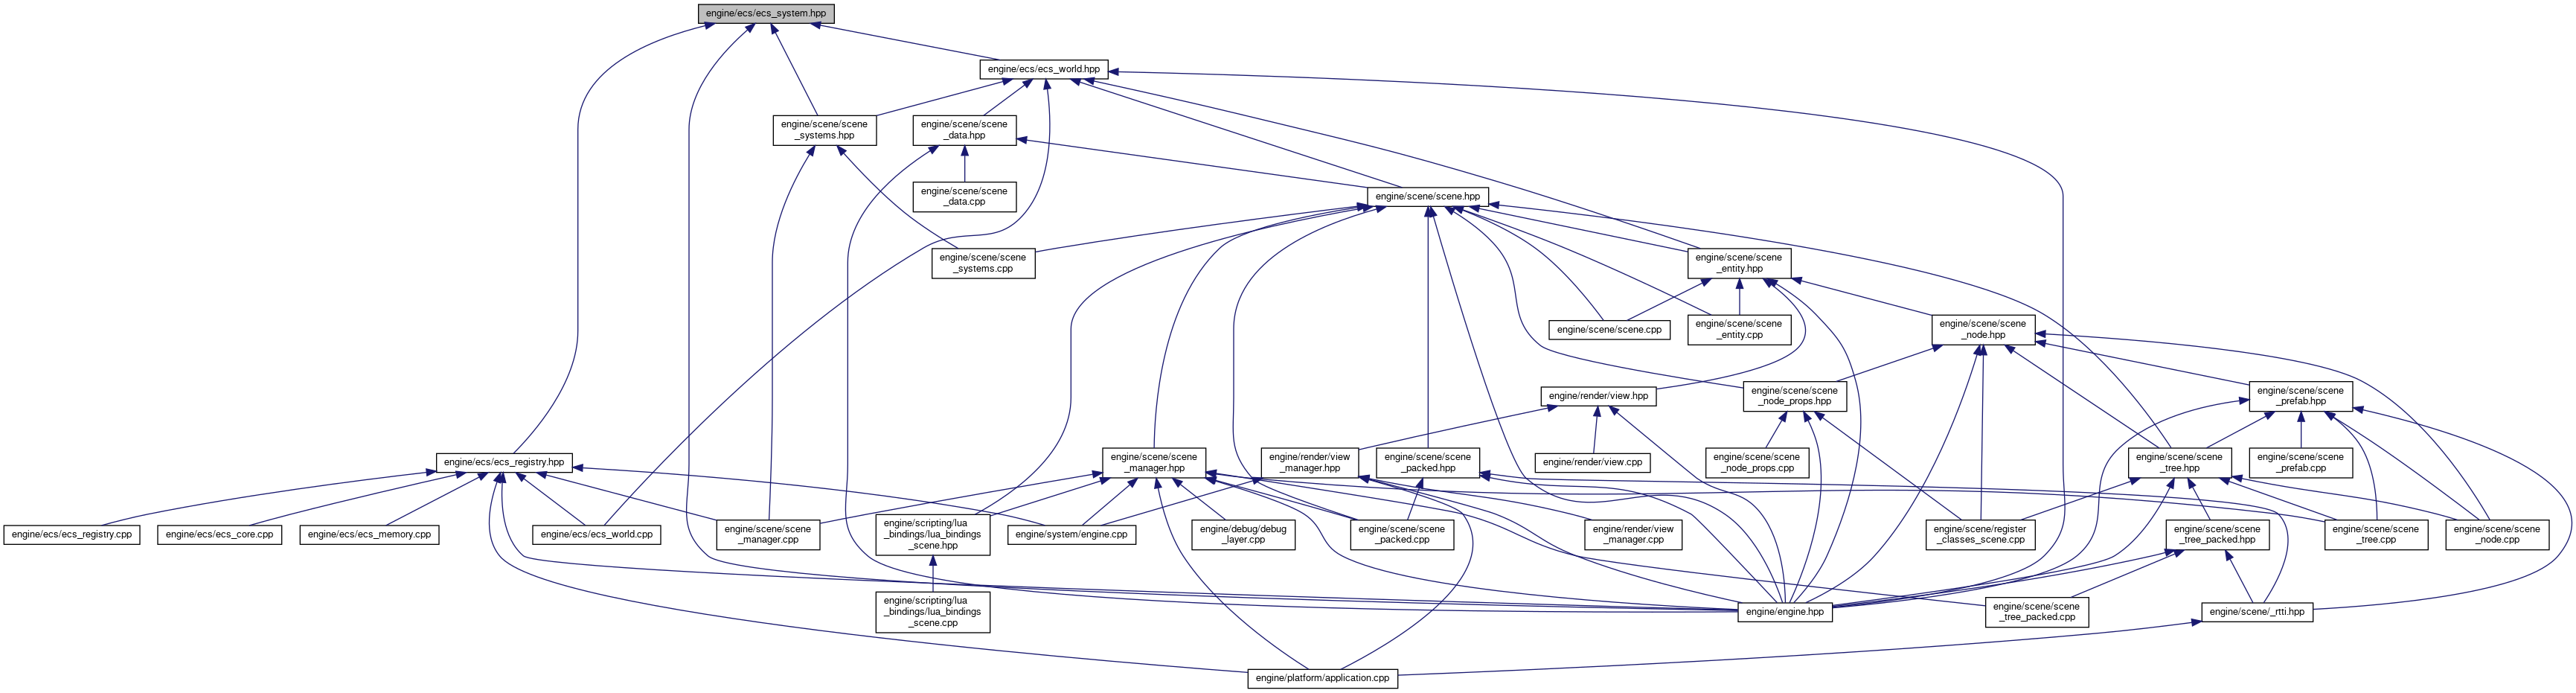 engine/ecs/ecs_system.hpp
engine/ecs/ecs_world.hpp
engine/scene/scene
_systems.hpp
engine/scene/scene
_data.hpp
engine/scene/scene
_data.cpp
engine/scene/scene.hpp
engine/scene/scene
_systems.cpp
engine/scene/scene
_entity.hpp
engine/scene/scene.cpp
engine/scene/scene
_entity.cpp
engine/scene/scene
_node.hpp
engine/render/view.hpp
engine/scene/scene
_node_props.hpp
engine/scene/scene
_prefab.hpp
engine/ecs/ecs_registry.hpp
engine/scene/scene
_manager.hpp
engine/render/view
_manager.hpp
engine/scene/scene
_packed.hpp
engine/render/view.cpp
engine/scene/scene
_node_props.cpp
engine/scene/scene
_tree.hpp
engine/scene/scene
_prefab.cpp
engine/ecs/ecs_registry.cpp
engine/ecs/ecs_core.cpp
engine/ecs/ecs_memory.cpp
engine/ecs/ecs_world.cpp
engine/scene/scene
_manager.cpp
engine/scripting/lua
_bindings/lua_bindings
_scene.hpp
engine/system/engine.cpp
engine/debug/debug
_layer.cpp
engine/scene/scene
_packed.cpp
engine/render/view
_manager.cpp
engine/scene/register
_classes_scene.cpp
engine/scene/scene
_tree_packed.hpp
engine/scene/scene
_tree.cpp
engine/scene/scene
_node.cpp
engine/scripting/lua
_bindings/lua_bindings
_scene.cpp
engine/engine.hpp
engine/scene/scene
_tree_packed.cpp
engine/scene/_rtti.hpp
engine/platform/application.cpp